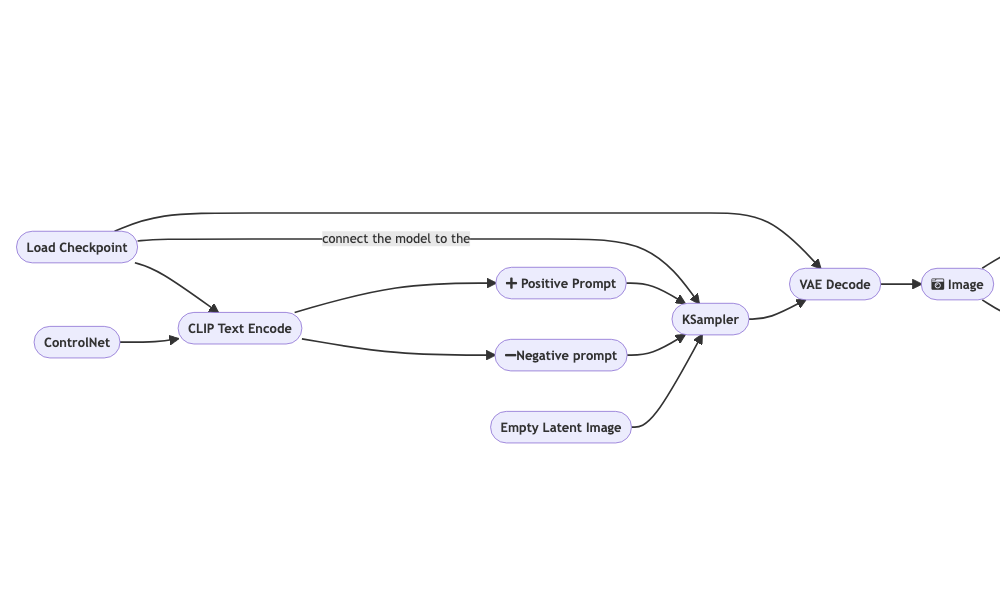 connect the model to the
Load Checkpoint
ControlNet
CLIP Text Encode
➕ Positive Prompt
➖Negative prompt
Empty Latent Image
KSampler
VAE Decode
📷 Image